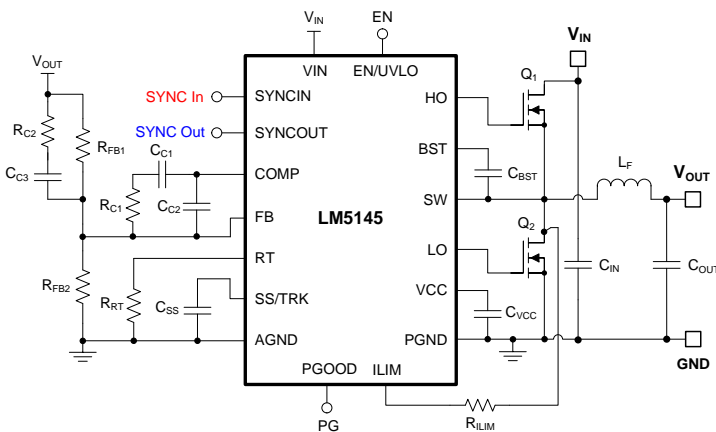 VIN
EN
VIN
VOUT
VIN
EN/UVLO
Q1
SYNC In
SYNCIN
HO
RC2
RFB1
SYNC Out
SYNCOUT
BST
CC1
LF
VOUT
CC3
COMP
CBST
RC1
CC2
SW
FB
LM5145
Q2
LO
RT
CIN
COUT
RFB2
RRT
CSS
SS/TRK
VCC
CVCC
AGND
PGND
GND
PGOOD
ILIM
PG
RILIM